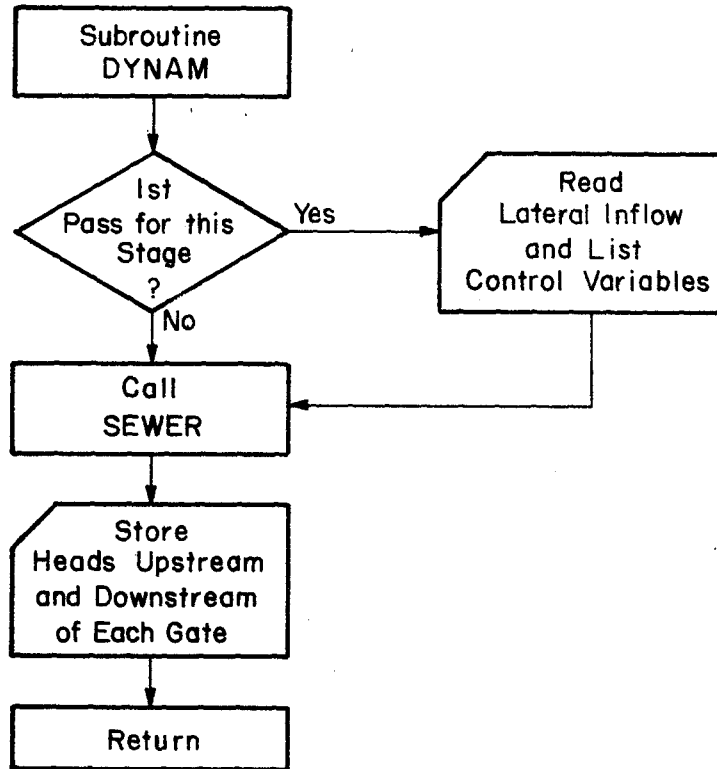 Subroutine
DYNAM
1st
Pass for this
Stage
?
Yes
No
Read
Lateral Inflow
and List
Control Variables
Call
SEWER
Store
Heads Upstream
and Downstream
of Each Gate
Return